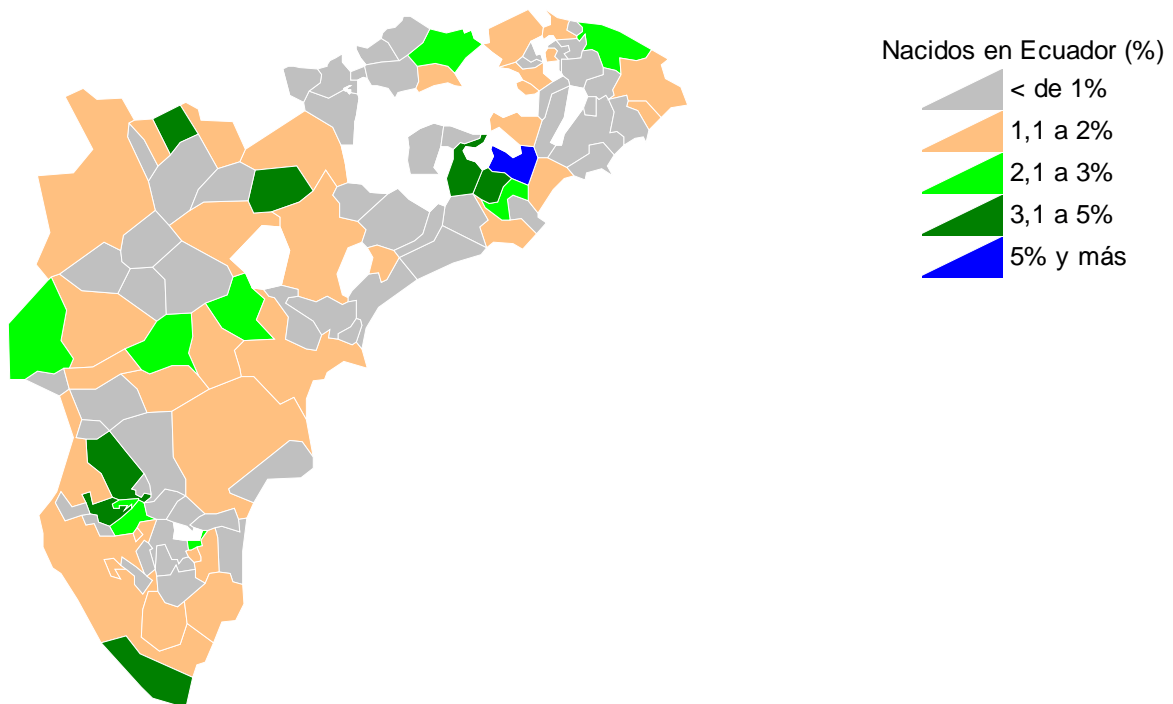 Nacidos en Ecuador (%)
< de 1%
1,1 a 2%
2,1 a 3%
3,1 a 5%
5% y más